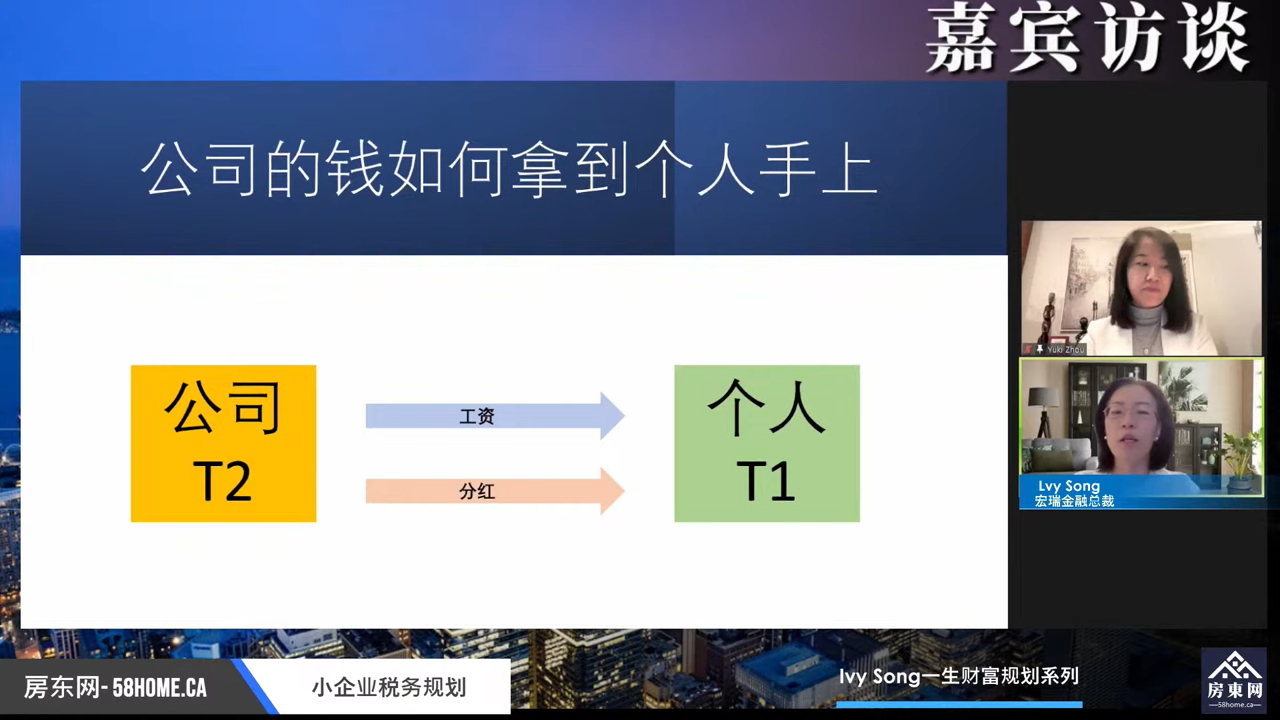 嘉宾访谈
公司的钱如何拿到个人手上
公司
T2
工资
分红
个人
T1
Yuki Zhou
Lvy Song
宏瑞金融总裁
房东网- 58HOME.CA
小企业税务规划
Ivy Song一生财富规划系列
房東网
—58home.ca—